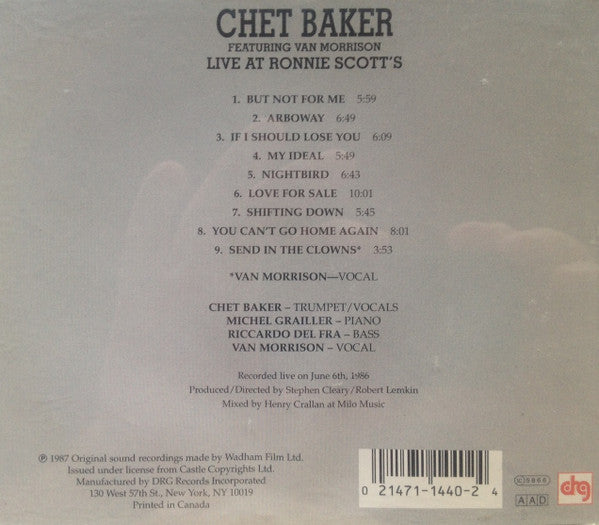 CHET BAKER
FEATURING VAN MORRISON
LIVE AT RONNIE SCOTT'S
1. BUT NOT FOR ME 5:59
2. ARBOWAY 6:49
3. IF I SHOULD LOSE YOU 6:09
4. MY IDEAL 5:49
5. NIGHTBIRD 6:43
6. LOVE FOR SALE 10:01
7. SHIFTING DOWN 5:45
8. YOU CAN'T GO HOME AGAIN 8:01
9. SEND IN THE CLOWNS* 3:53
*VAN MORRISON—VOCAL
CHET BAKER – TRUMPET/VOCALS
MICHEL GRAILLER – PIANO
RICCARDO DEL FRA – BASS
VAN MORRISON – VOCAL
Recorded live on June 6th, 1986
Produced/Directed by Stephen Cleary/Robert Lemkin
Mixed by Henry Crallan at Milo Music
℗ 1987 Original sound recordings made by Wadham Film Ltd.
Issued under license from Castle Copyrights Ltd.
Manufactured by DRG Records Incorporated
130 West 57th St., New York, NY 10019
Printed in Canada
0 21471-1440-2 4
AAD
drg